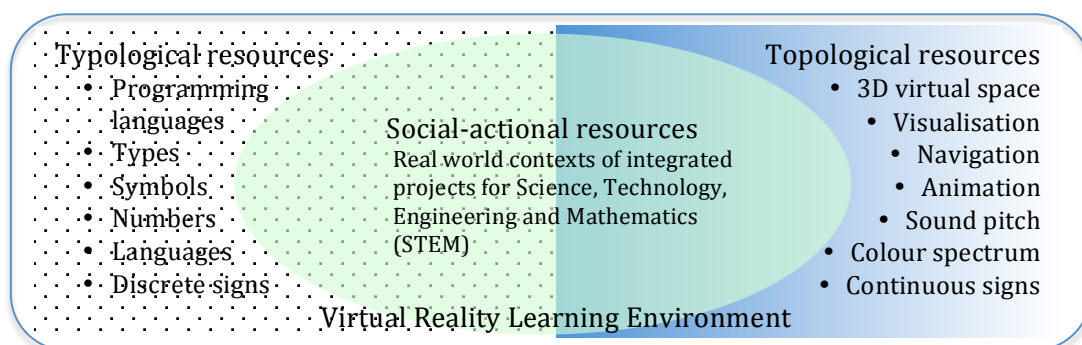 Typological resources
• Programming
languages
• Types
• Symbols
• Numbers
• Languages
• Discrete signs
Social-actional resources
Real world contexts of integrated
projects for Science, Technology,
Engineering and Mathematics
(STEM)
Topological resources
• 3D virtual space
• Visualisation
• Navigation
• Animation
• Sound pitch
• Colour spectrum
• Continuous signs
Virtual Reality Learning Environment